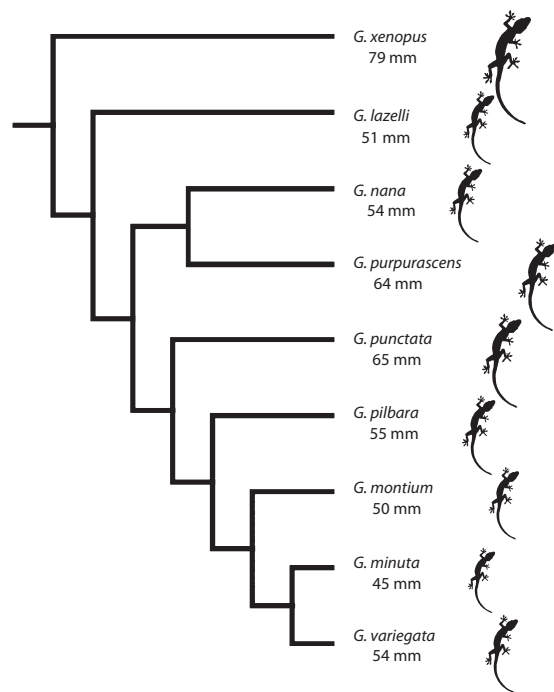 G. xenopus
79 mm
G. lazelli
51 mm
G. nana
54 mm
G. purpurascens
64 mm
G. punctata
65 mm
G. pilbara
55 mm
G. montium
50 mm
G. minuta
45 mm
G. variegata
54 mm